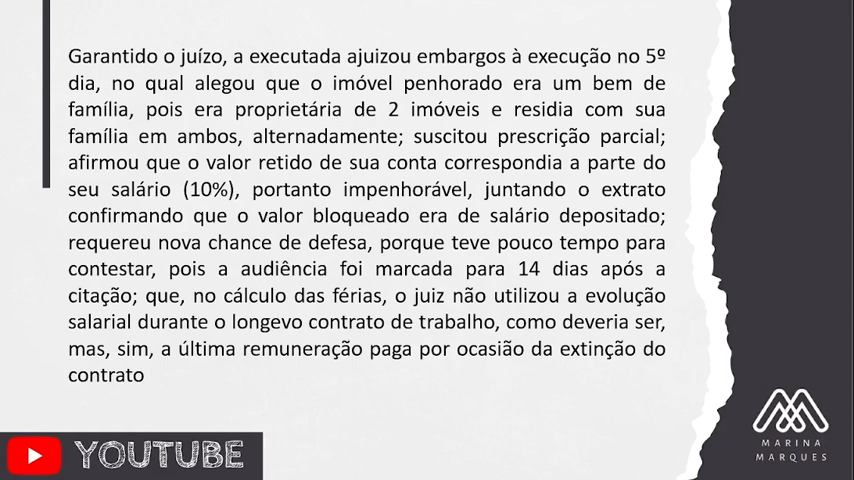 Garantido o juízo, a executada ajuizou embargos à execução no 5º
dia, no qual alegou que o imóvel penhorado era um bem de
família, pois era proprietária de 2 imóveis e residia com sua
família em ambos, alternadamente; suscitou prescrição parcial;
afirmou que o valor retido de sua conta correspondia a parte do
seu salário (10%), portanto impenhorável, juntando o extrato
confirmando que o valor bloqueado era de salário depositado;
requereu nova chance de defesa, porque teve pouco tempo para
contestar, pois a audiência foi marcada para 14 dias após a
citação; que, no cálculo das férias, o juiz não utilizou a evolução
salarial durante o longevo contrato de trabalho, como deveria ser,
mas, sim, a última remuneração paga por ocasião da extinção do
contrato
YOUTUBE
MARINA
MARQUES